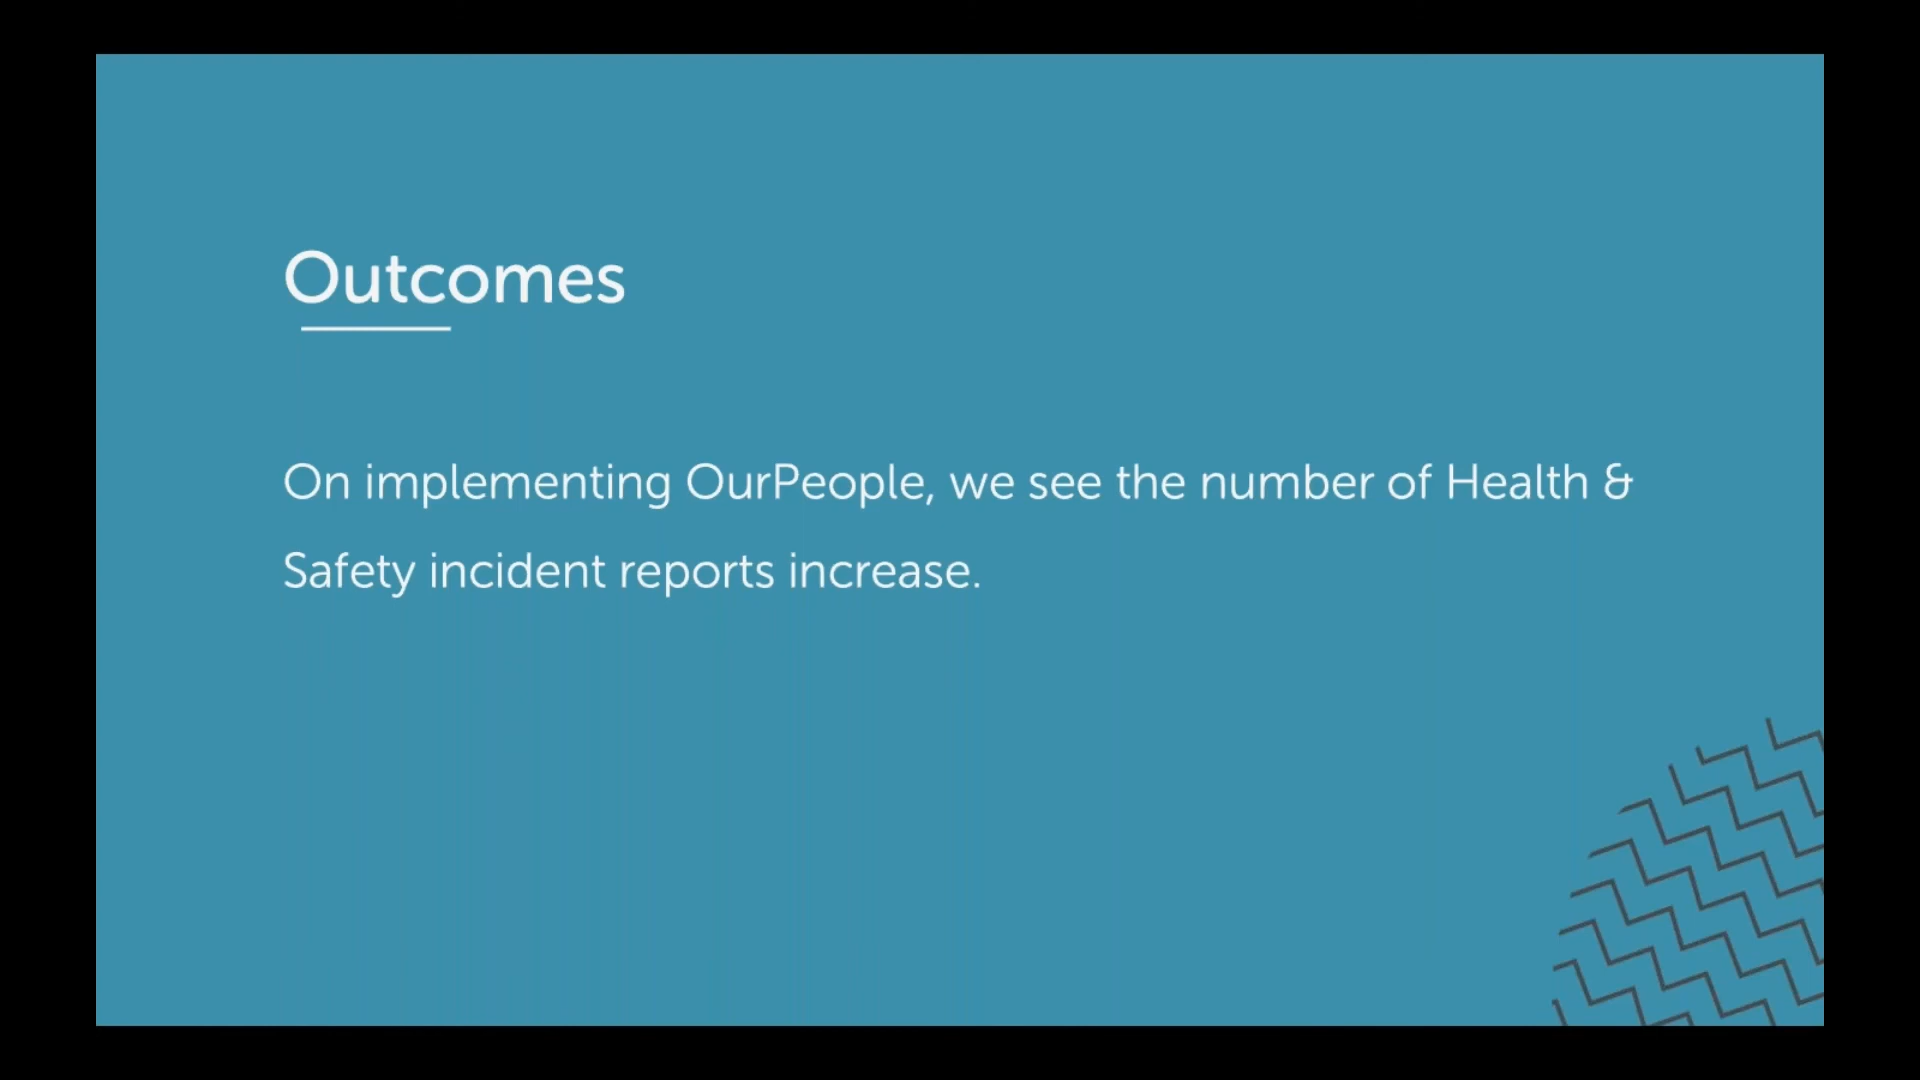 Outcomes
On implementing OurPeople, we see the number of Health &
Safety incident reports increase.